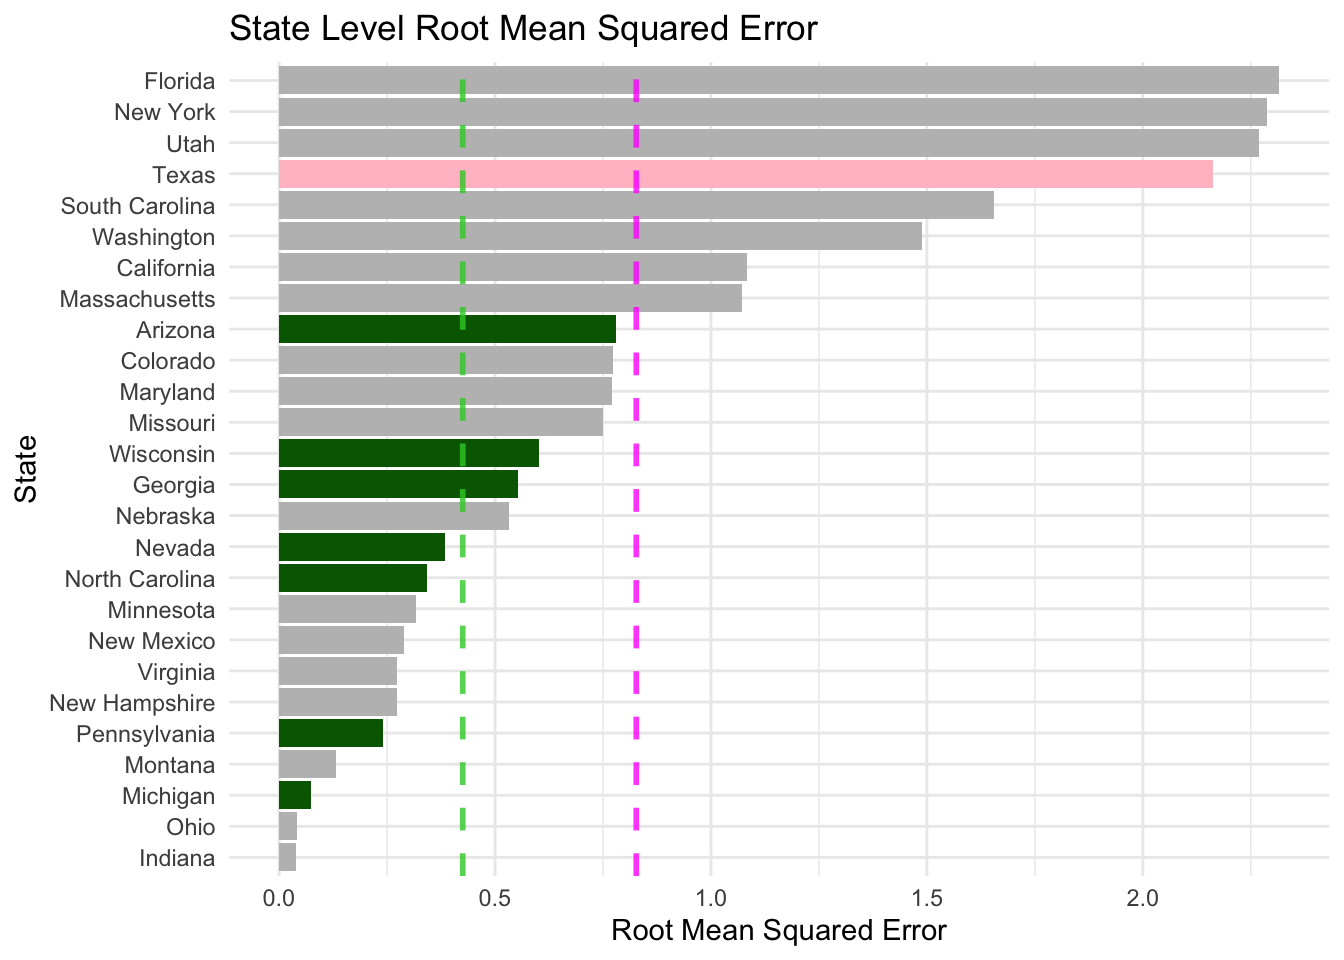 State Level Root Mean Squared Error
Florida
New York
Utah
Texas
South Carolina
Washington
California
Massachusetts
Arizona
Colorado
Maryland
Missouri
Wisconsin
Georgia
Nebraska
Nevada
North Carolina
Minnesota
New Mexico
Virginia
New Hampshire
Pennsylvania
Montana
Michigan
Ohio
Indiana
State
0.0 0.5 1.0 1.5 2.0
Root Mean Squared Error